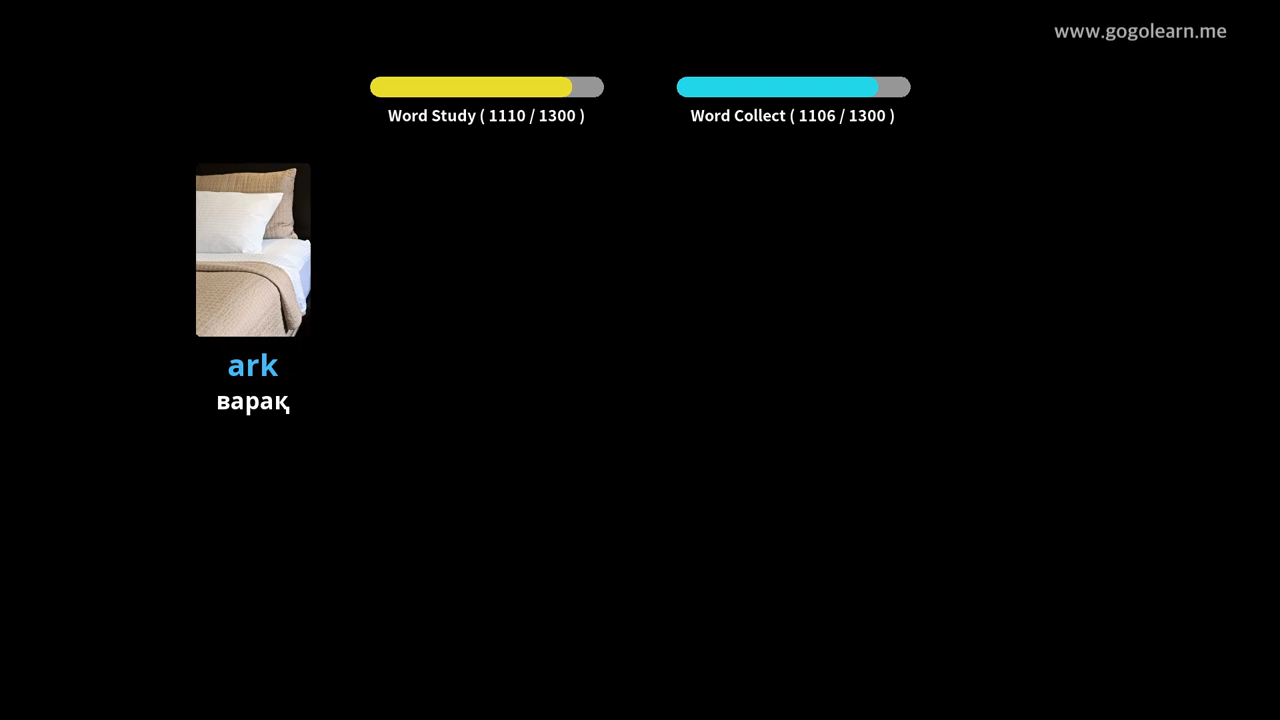 www.gogolearn.me
Word Study ( 1110 / 1300 )
Word Collect ( 1106 / 1300 )
ark
варақ